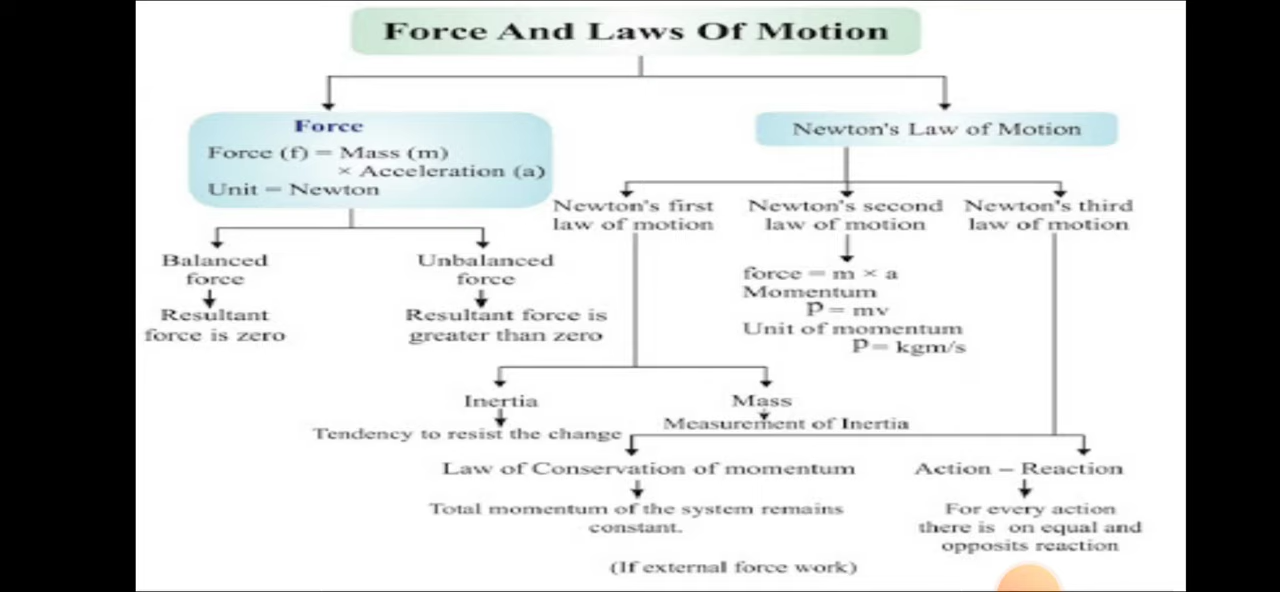 Force And Laws Of Motion
Force
Force (f) = Mass (m)
× Acceleration (a)
Unit = Newton
Balanced
force
Resultant
force is zero
Unbalanced
force
Resultant force is
greater than zero
Newton's Law of Motion
Newton's first
law of motion
Inertia
Tendency to resist the change
Mass
Measurement of Inertia
Newton's second
law of motion
force = m × a
Momentum
P = mv
Unit of momentum
P = kgm/s
Newton's third
law of motion
Law of Conservation of momentum
Total momentum of the system remains
constant.
(If external force work)
Action – Reaction
For every action
there is on equal and
opposits reaction